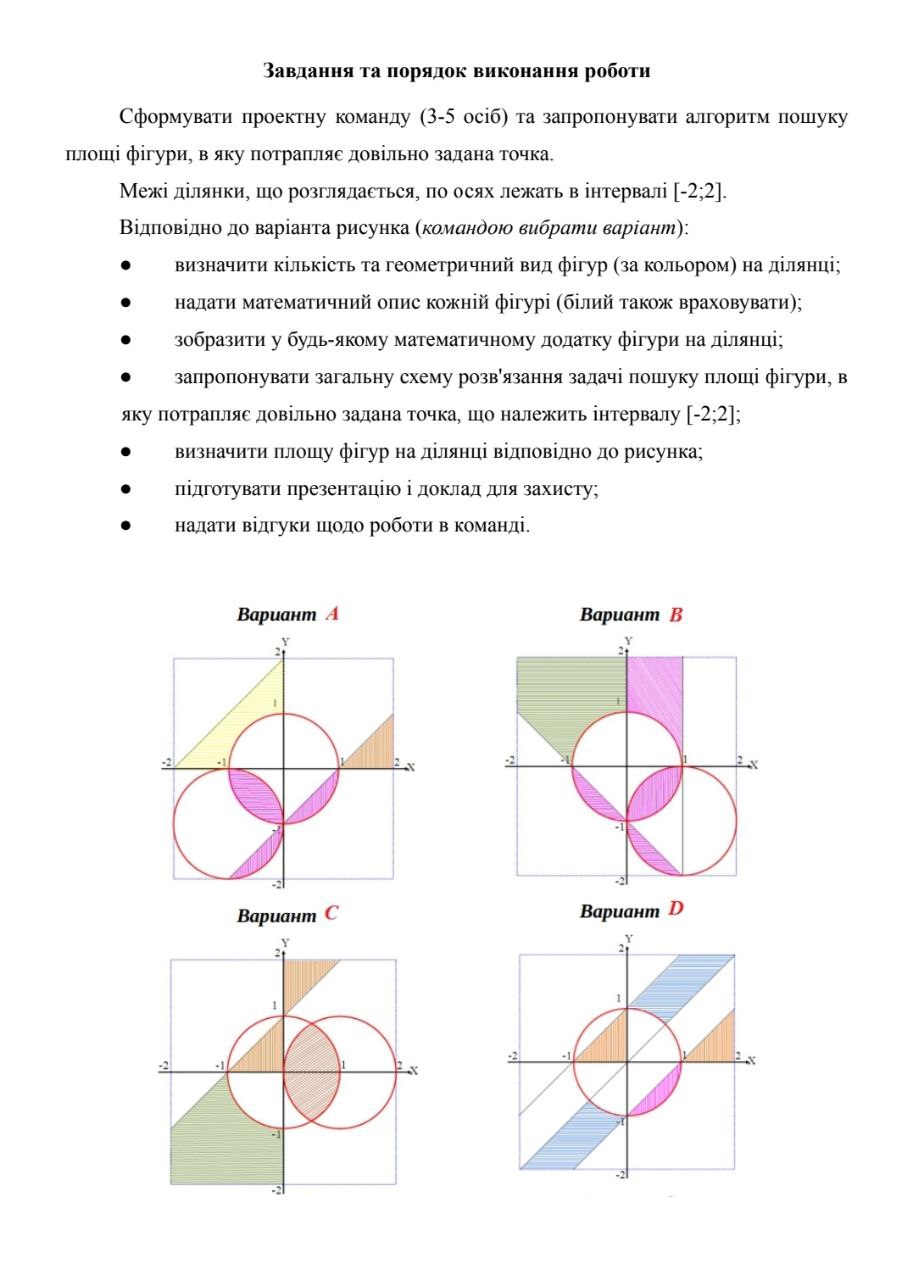 Завдання та порядок виконання роботи
Сформувати проектну команду (3-5 осіб) та запропонувати алгоритм пошуку
площі фігури, в яку потрапляє довільно задана точка.
Межі ділянки, що розглядається, по осях лежать в інтервалі [-2;2].
Відповідно до варіанта рисунка (командою вибрати варіант):
● визначити кількість та геометричний вид фігур (за кольором) на ділянці;
● надати математичний опис кожній фігурі (білий також враховувати);
● зобразити у будь-якому математичному додатку фігури на ділянці;
● запропонувати загальну схему розв'язання задачі пошуку площі фігури, в
яку потрапляє довільно задана точка, що належить інтервалу [-2;2];
● визначити площу фігур на ділянці відповідно до рисунка;
● підготувати презентацію і доклад для захисту;
● надати відгуки щодо роботи в команді.
Вариант A
Y
2
1
-2
-1
1
2
X
-1
-2
Вариант B
Y
2
1
-2
-1
1
2
X
-1
-2
Вариант C
Y
2
1
-2
-1
1
2
X
-1
-2
Вариант D
Y
2
1
-2
-1
1
2
X
-1
-2